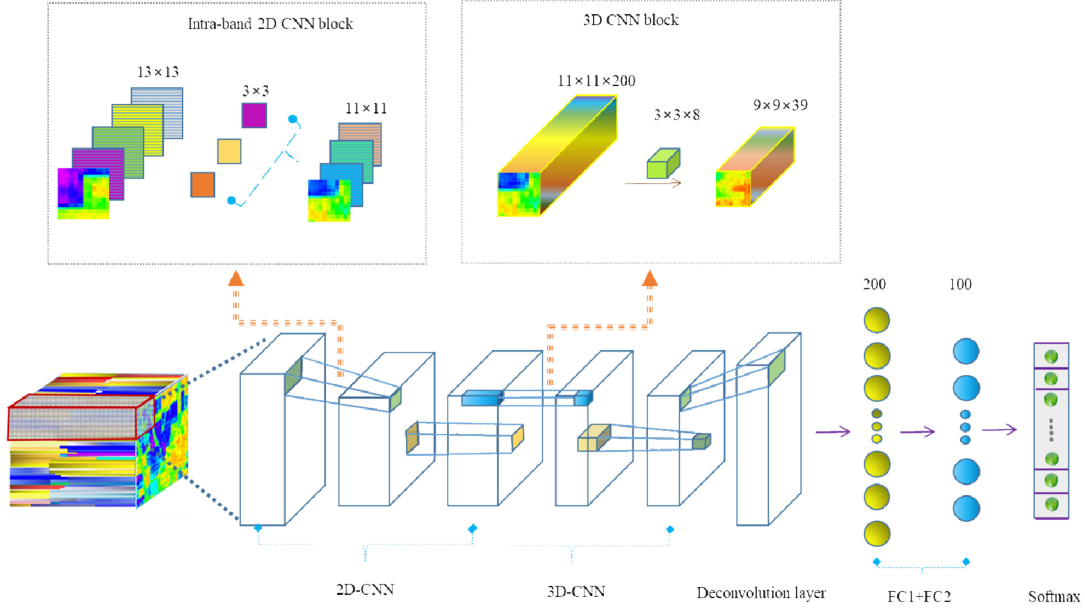 Intra-band 2D CNN block
13×13
3×3
11×11
3D CNN block
11×11×200
3×3×8
9×9×39
200
100
2D-CNN
3D-CNN
Deconvolution layer
FC1+FC2
Softmax